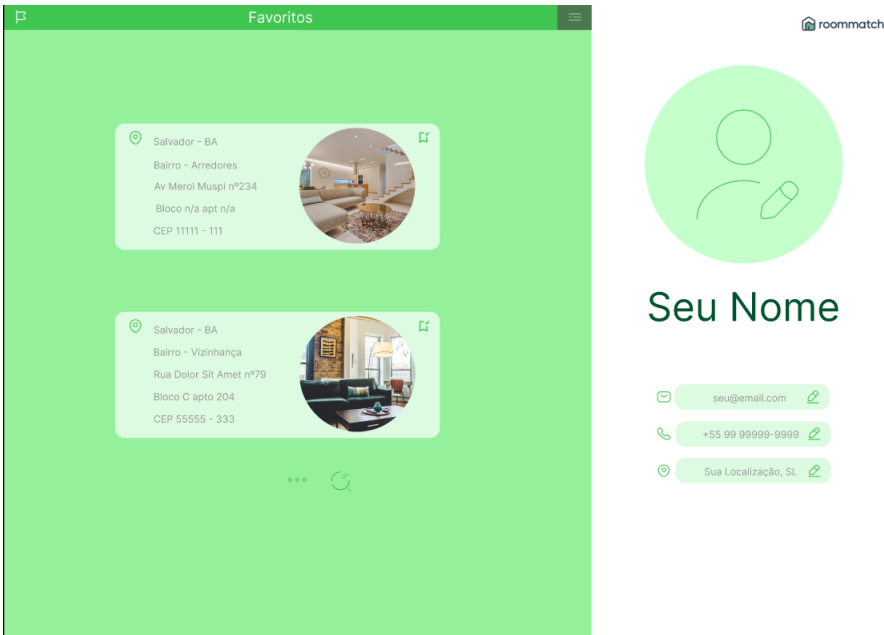 Favoritos
roommatch
Salvador - BA
Bairro - Arredores
Av Merol Muspi nº234
Bloco n/a apt n/a
CEP 11111 - 111
Salvador - BA
Bairro - Vizinhança
Rua Dolor Sit Amet nº79
Bloco C apto 204
CEP 55555 - 333
Seu Nome
seu@email.com
+55 99 99999-9999
Sua Localização, SL